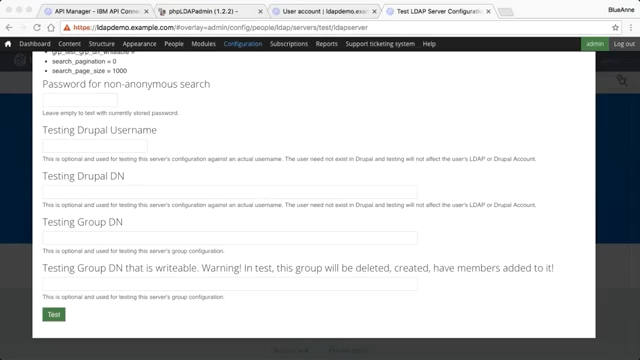 API Manager - IBM API Conne
phpLDAPadmin (1.2.2) -
User account | ldapdemo.exam
Test LDAP Server Configuratio
BlueAnne
https://ldapdemo.example.com/#overlay=admin/config/people/ldap/servers/test/ldapserver
Dashboard Content Structure Appearance People Modules Configuration Subscriptions Reports Support ticketing system Help admin Log out
• grp_test_grp_dn_writeable =
• search_pagination = 0
• search_page_size = 1000
Password for non-anonymous search
Leave empty to test with currently stored password.
Testing Drupal Username
This is optional and used for testing this server's configuration against an actual username. The user need not exist in Drupal and testing will not affect the user's LDAP or Drupal Account.
Testing Drupal DN
This is optional and used for testing this server's configuration against an actual username. The user need not exist in Drupal and testing will not affect the user's LDAP or Drupal Account.
Testing Group DN
This is optional and used for testing this server's group configuration.
Testing Group DN that is writeable. Warning! In test, this group will be deleted, created, have members added to it!
This is optional and used for testing this server's group configuration.
Test